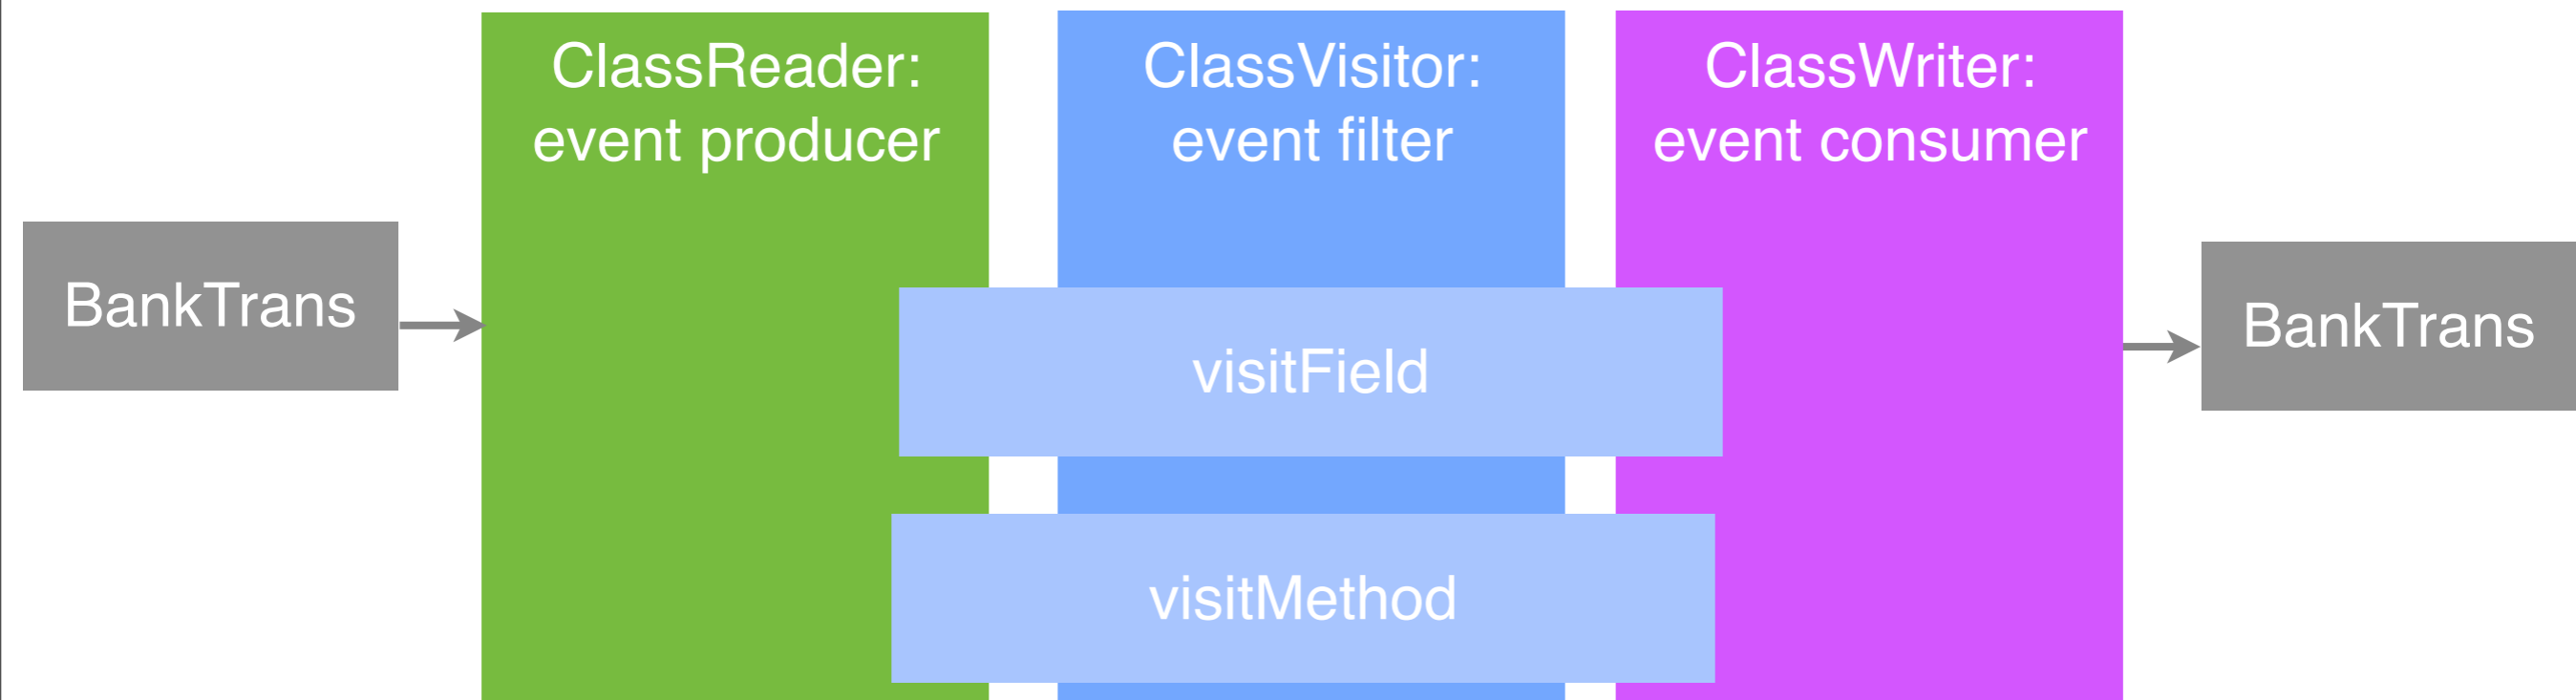 ClassReader:
event producer
ClassVisitor:
event filter
ClassWriter:
event consumer
BankTrans
visitField
visitMethod
BankTrans